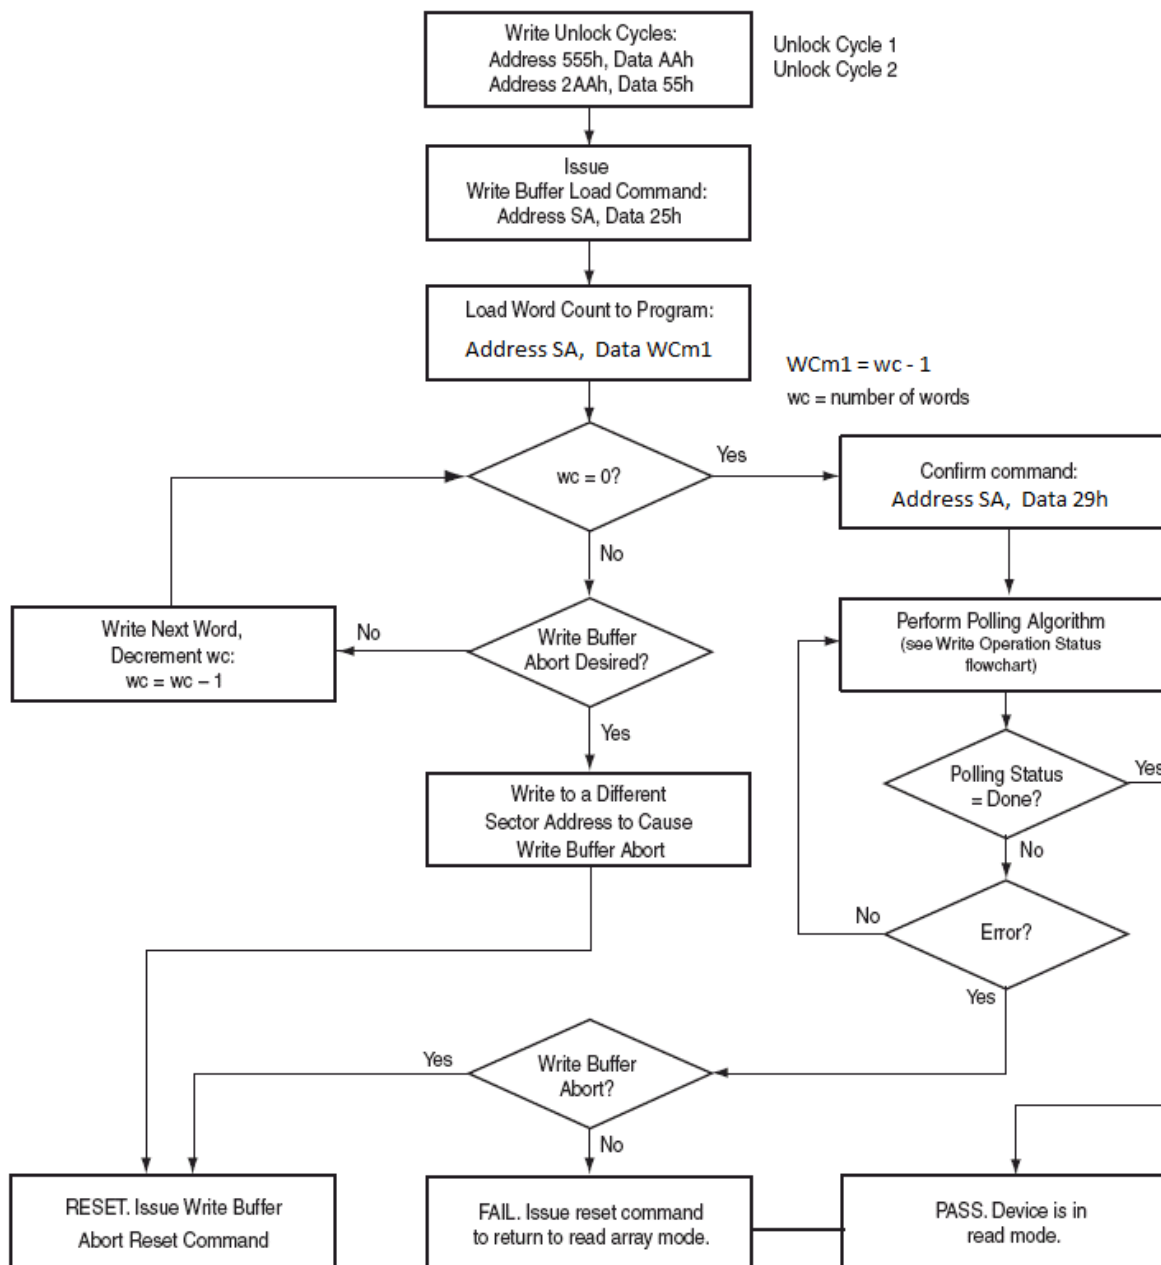 Write Unlock Cycles:
Address 555h, Data AAh
Address 2AAh, Data 55h
Unlock Cycle 1
Unlock Cycle 2
Issue
Write Buffer Load Command:
Address SA, Data 25h
Load Word Count to Program:
Address SA, Data WCm1
WCm1 = wc - 1
wc = number of words
wc = 0?
Yes
Confirm command:
Address SA, Data 29h
No
Write Next Word,
Decrement wc:
wc = wc – 1
No
Write Buffer
Abort Desired?
Perform Polling Algorithm
(see Write Operation Status
flowchart)
Yes
Write to a Different
Sector Address to Cause
Write Buffer Abort
Polling Status
= Done?
Yes
No
No
Error?
Yes
Yes
Write Buffer
Abort?
No
RESET. Issue Write Buffer
Abort Reset Command
FAIL. Issue reset command
to return to read array mode.
PASS. Device is in
read mode.